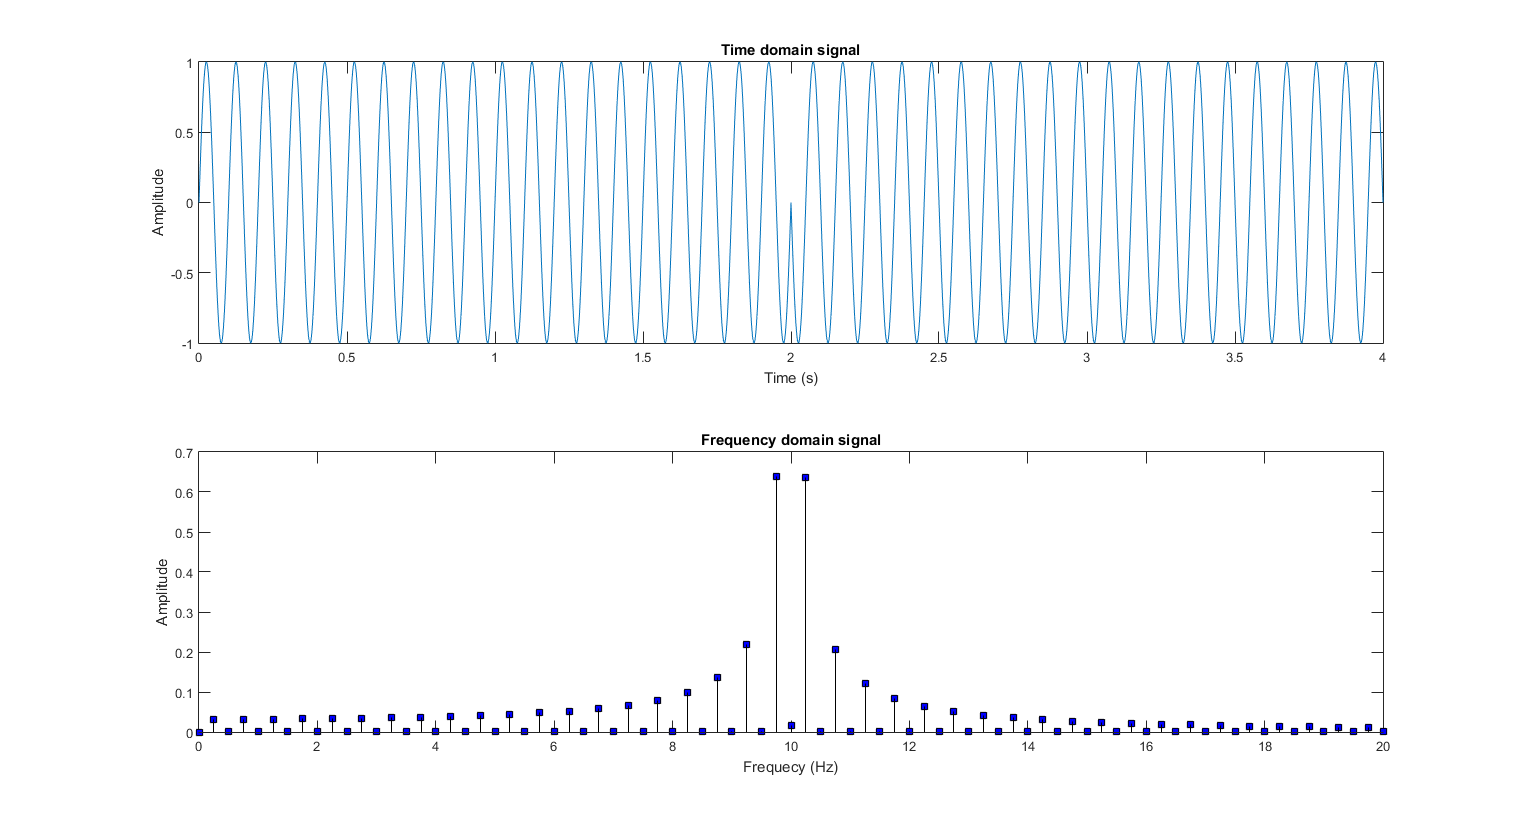 Time domain signal
1
0.5
0
-0.5
-1
Amplitude
0 0.5 1 1.5 2 2.5 3 3.5 4
Time (s)
Frequency domain signal
0.7
0.6
0.5
0.4
0.3
0.2
0.1
0
Amplitude
0 2 4 6 8 10 12 14 16 18 20
Frequecy (Hz)